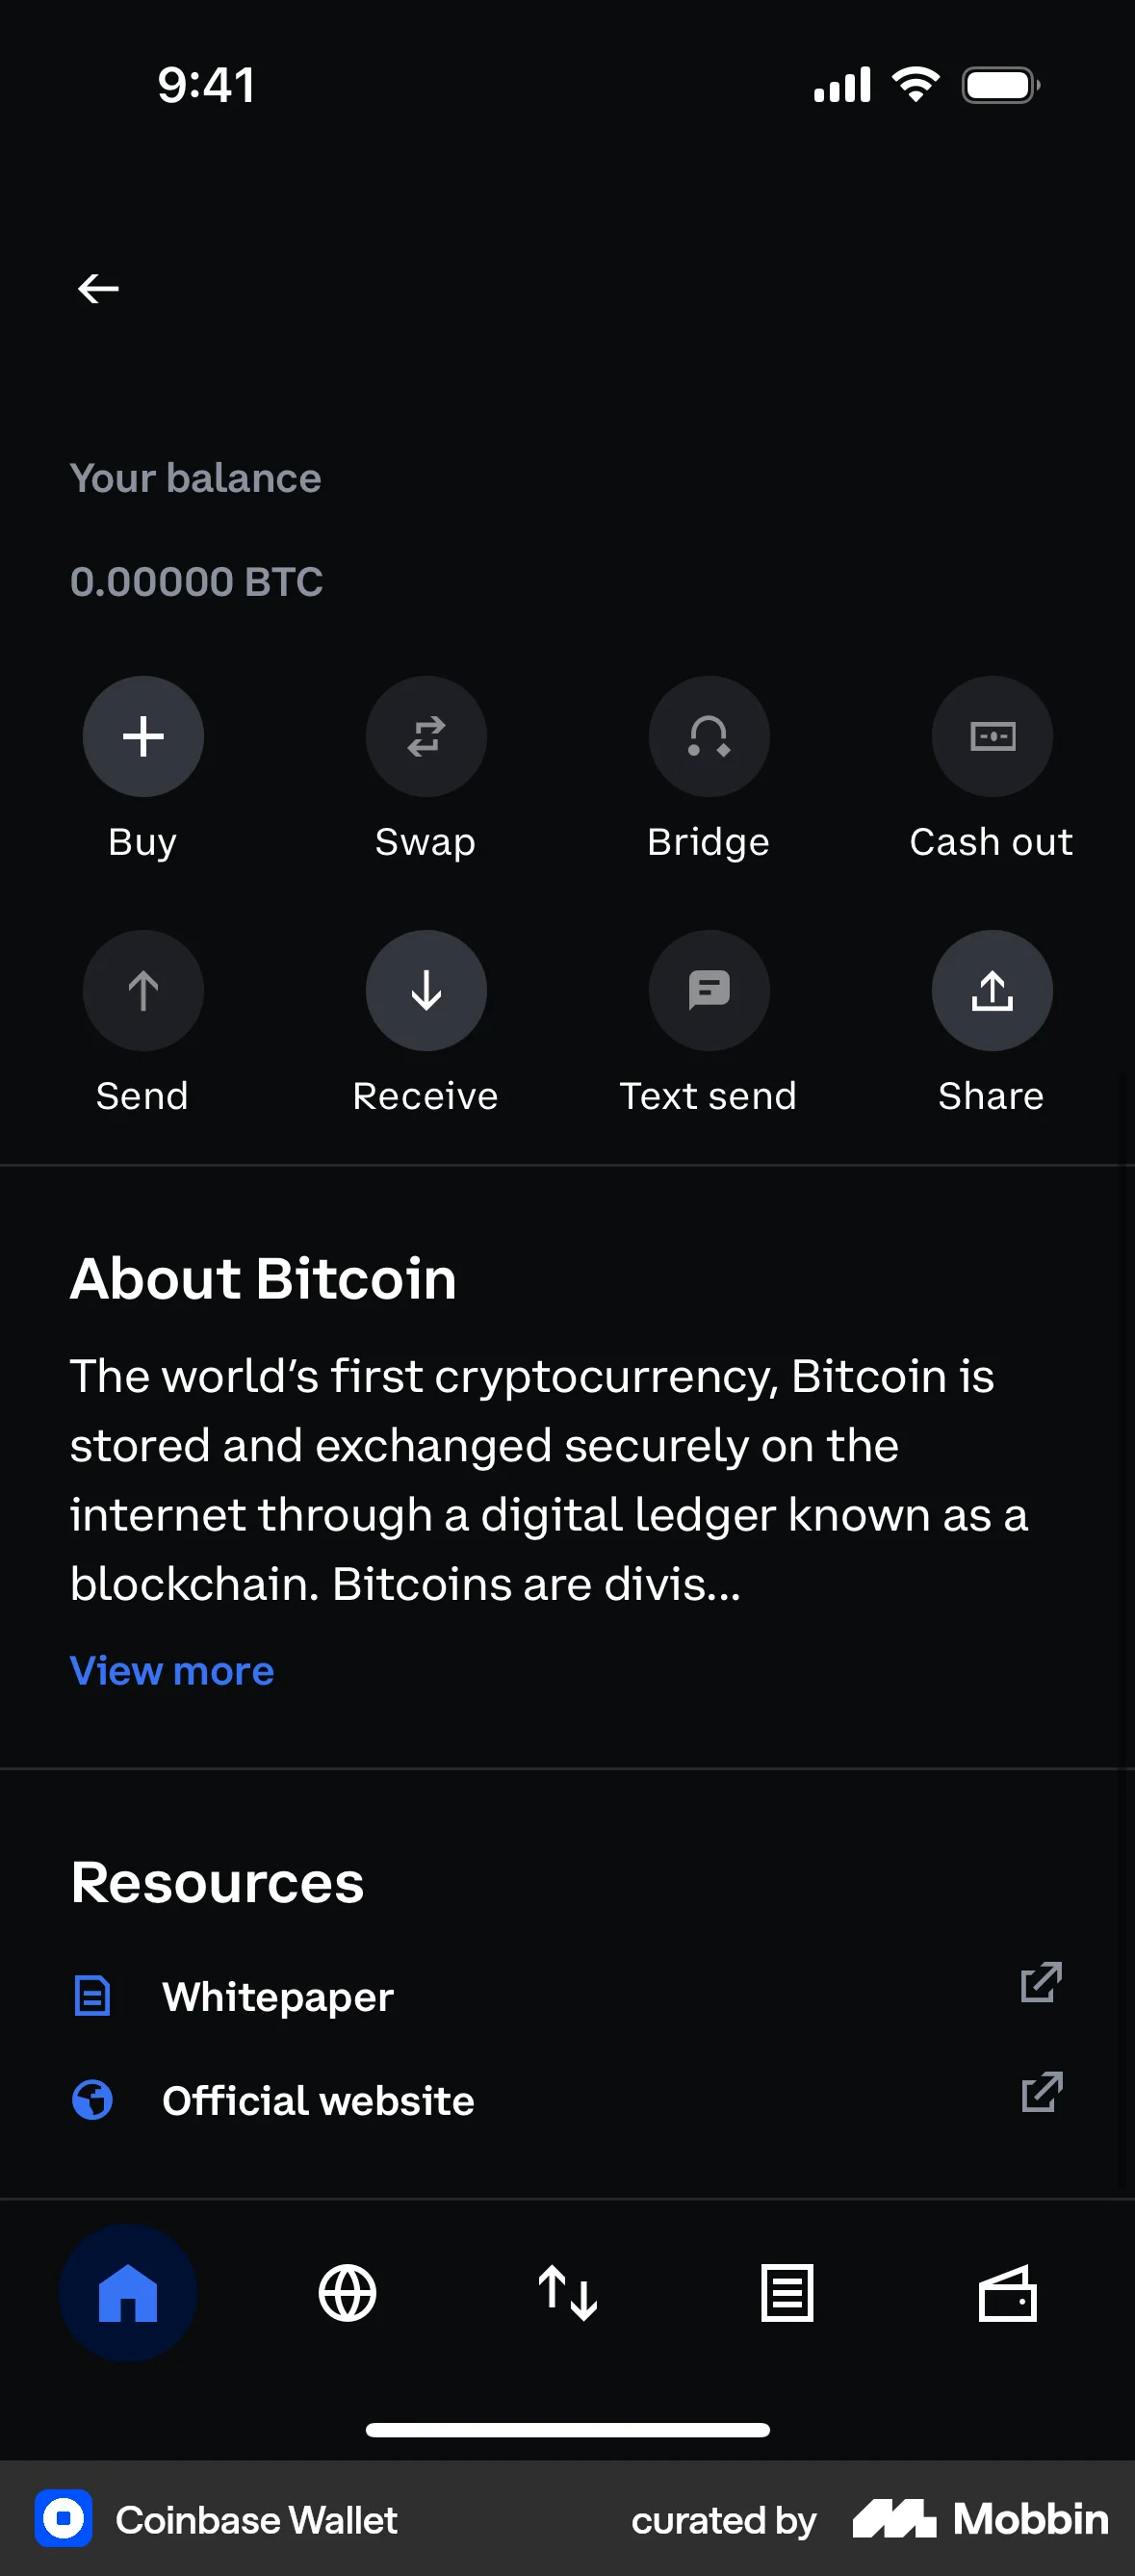 9:41
Your balance
0.00000 BTC
Buy
Swap
Bridge
Cash out
Send
Receive
Text send
Share
About Bitcoin
The world’s first cryptocurrency, Bitcoin is
stored and exchanged securely on the
internet through a digital ledger known as a
blockchain. Bitcoins are divis...
View more
Resources
Whitepaper
Official website
Coinbase Wallet
curated by Mobbin